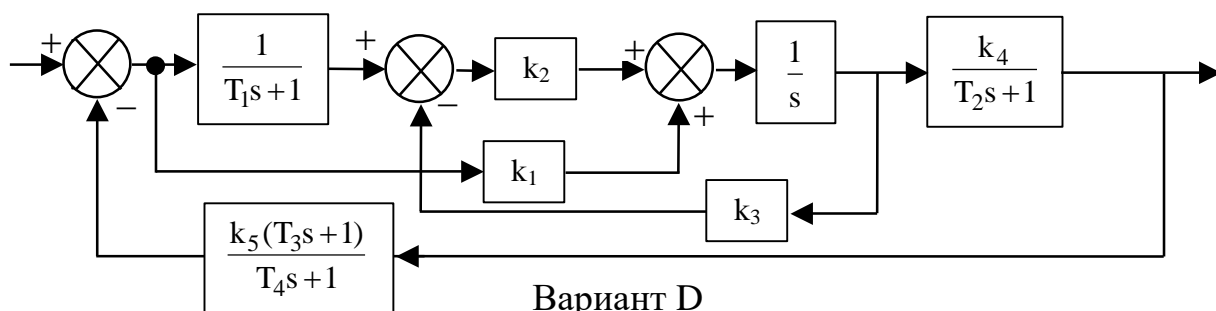 +
1
T₁s+1
+
k₂
+
1
s
k₄
T₂s+1
−
−
+
k₁
k₃
k₅(T₃s+1)
T₄s+1
Вариант D